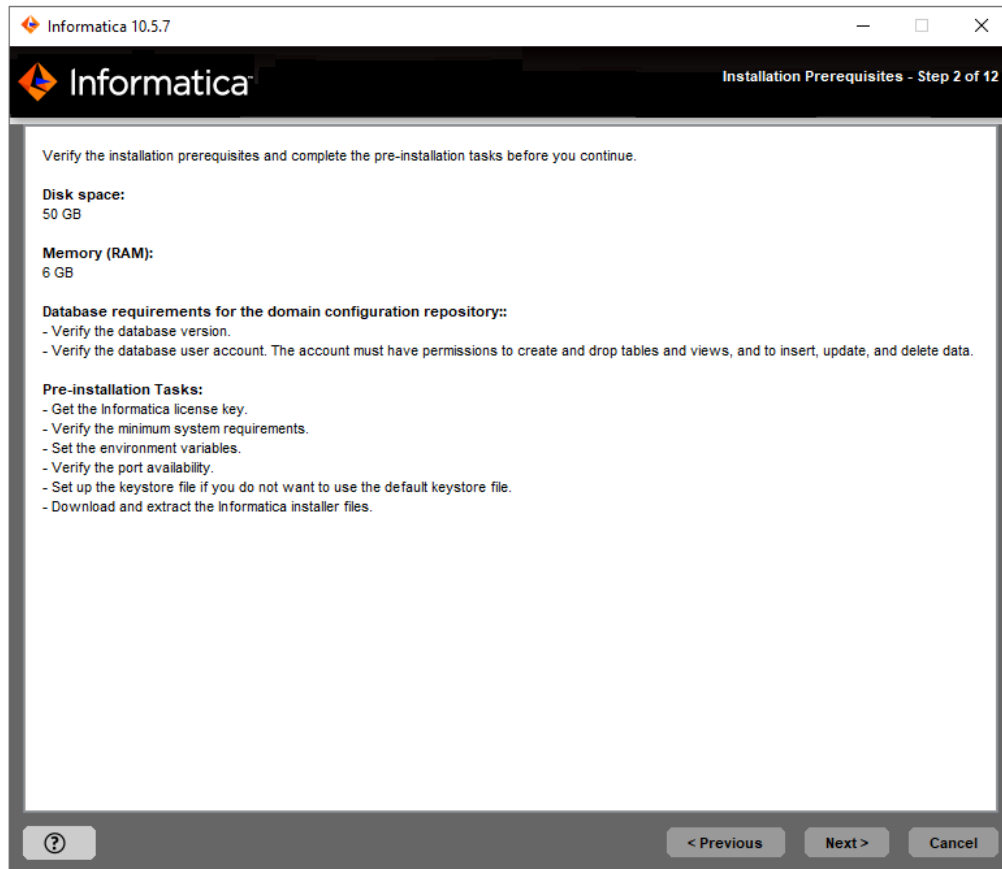 Informatica 10.5.7
Informatica
Installation Prerequisites - Step 2 of 12
Verify the installation prerequisites and complete the pre-installation tasks before you continue.
Disk space:
50 GB
Memory (RAM):
6 GB
Database requirements for the domain configuration repository::
- Verify the database version.
- Verify the database user account. The account must have permissions to create and drop tables and views, and to insert, update, and delete data.
Pre-installation Tasks:
- Get the Informatica license key.
- Verify the minimum system requirements.
- Set the environment variables.
- Verify the port availability.
- Set up the keystore file if you do not want to use the default keystore file.
- Download and extract the Informatica installer files.
?
< Previous
Next >
Cancel